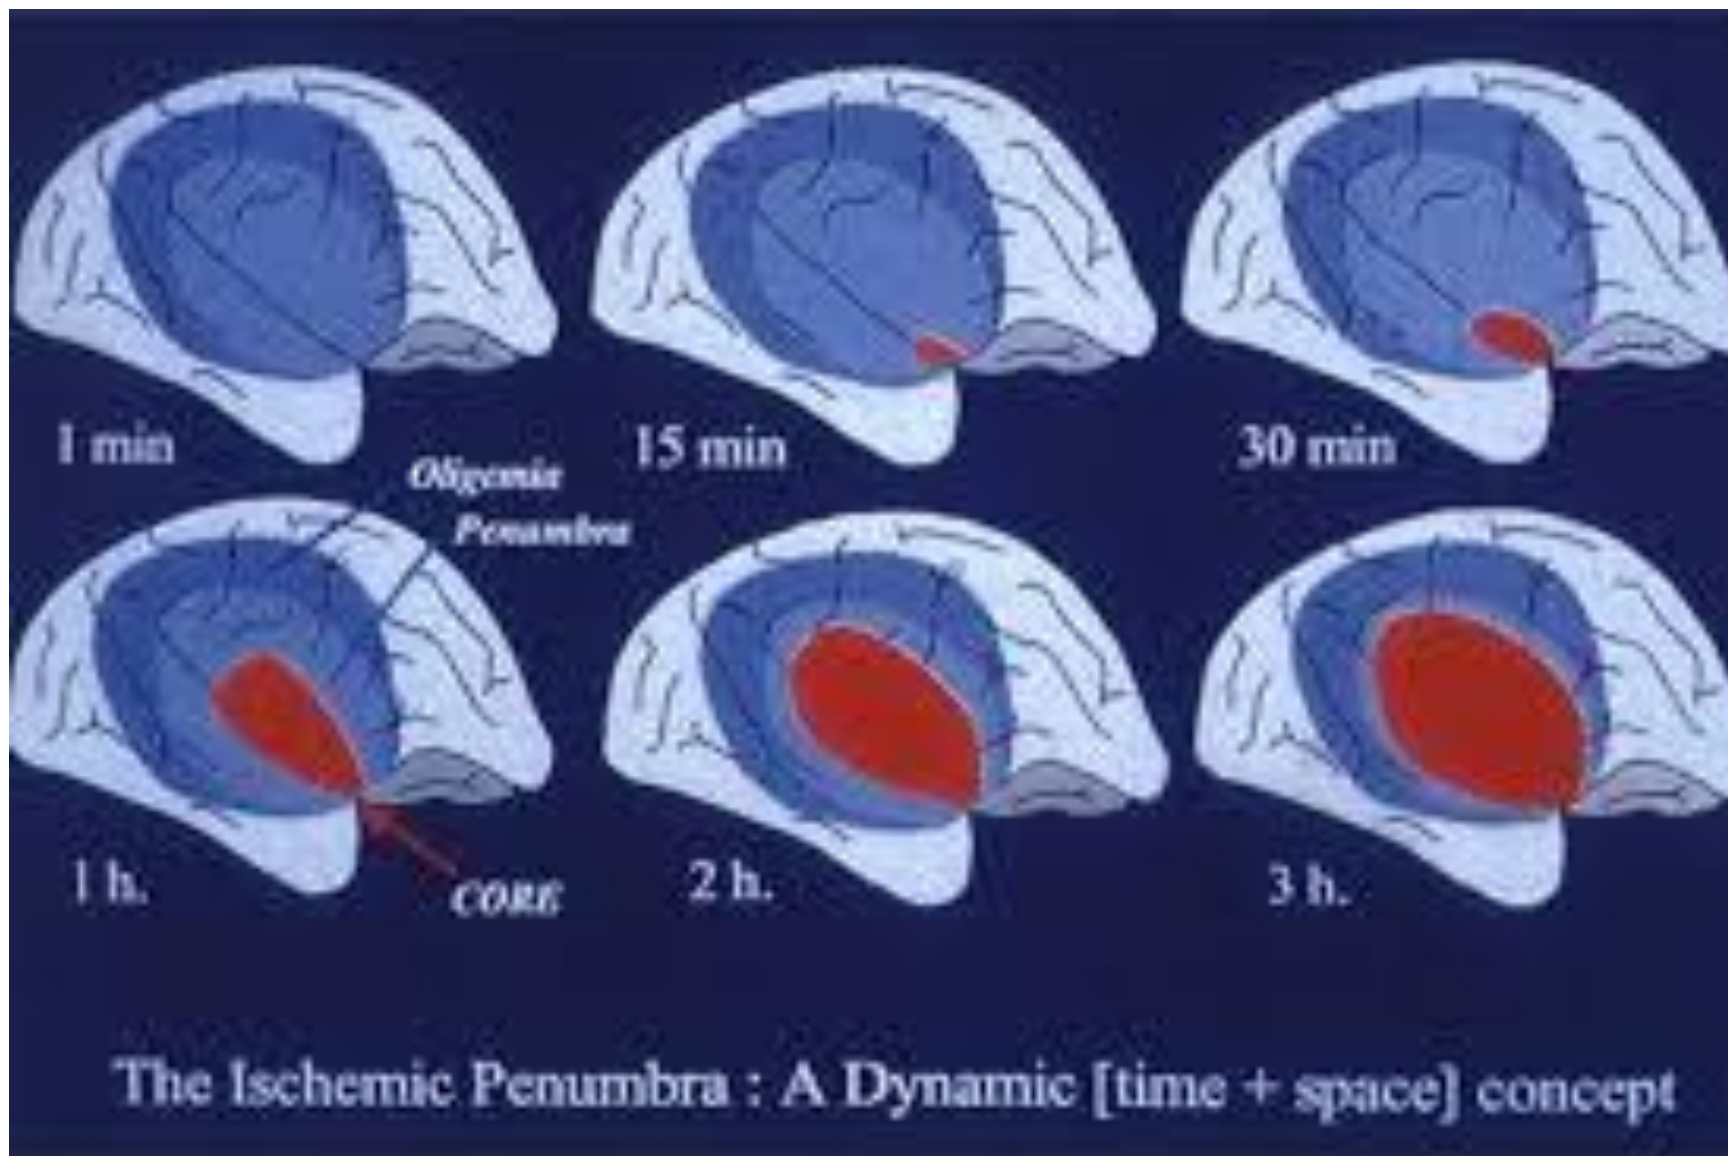 1 min
15 min
30 min
Oligemia
Penumbra
1 h.
CORE
2 h.
3 h.
The Ischemic Penumbra : A Dynamic [time + space] concept